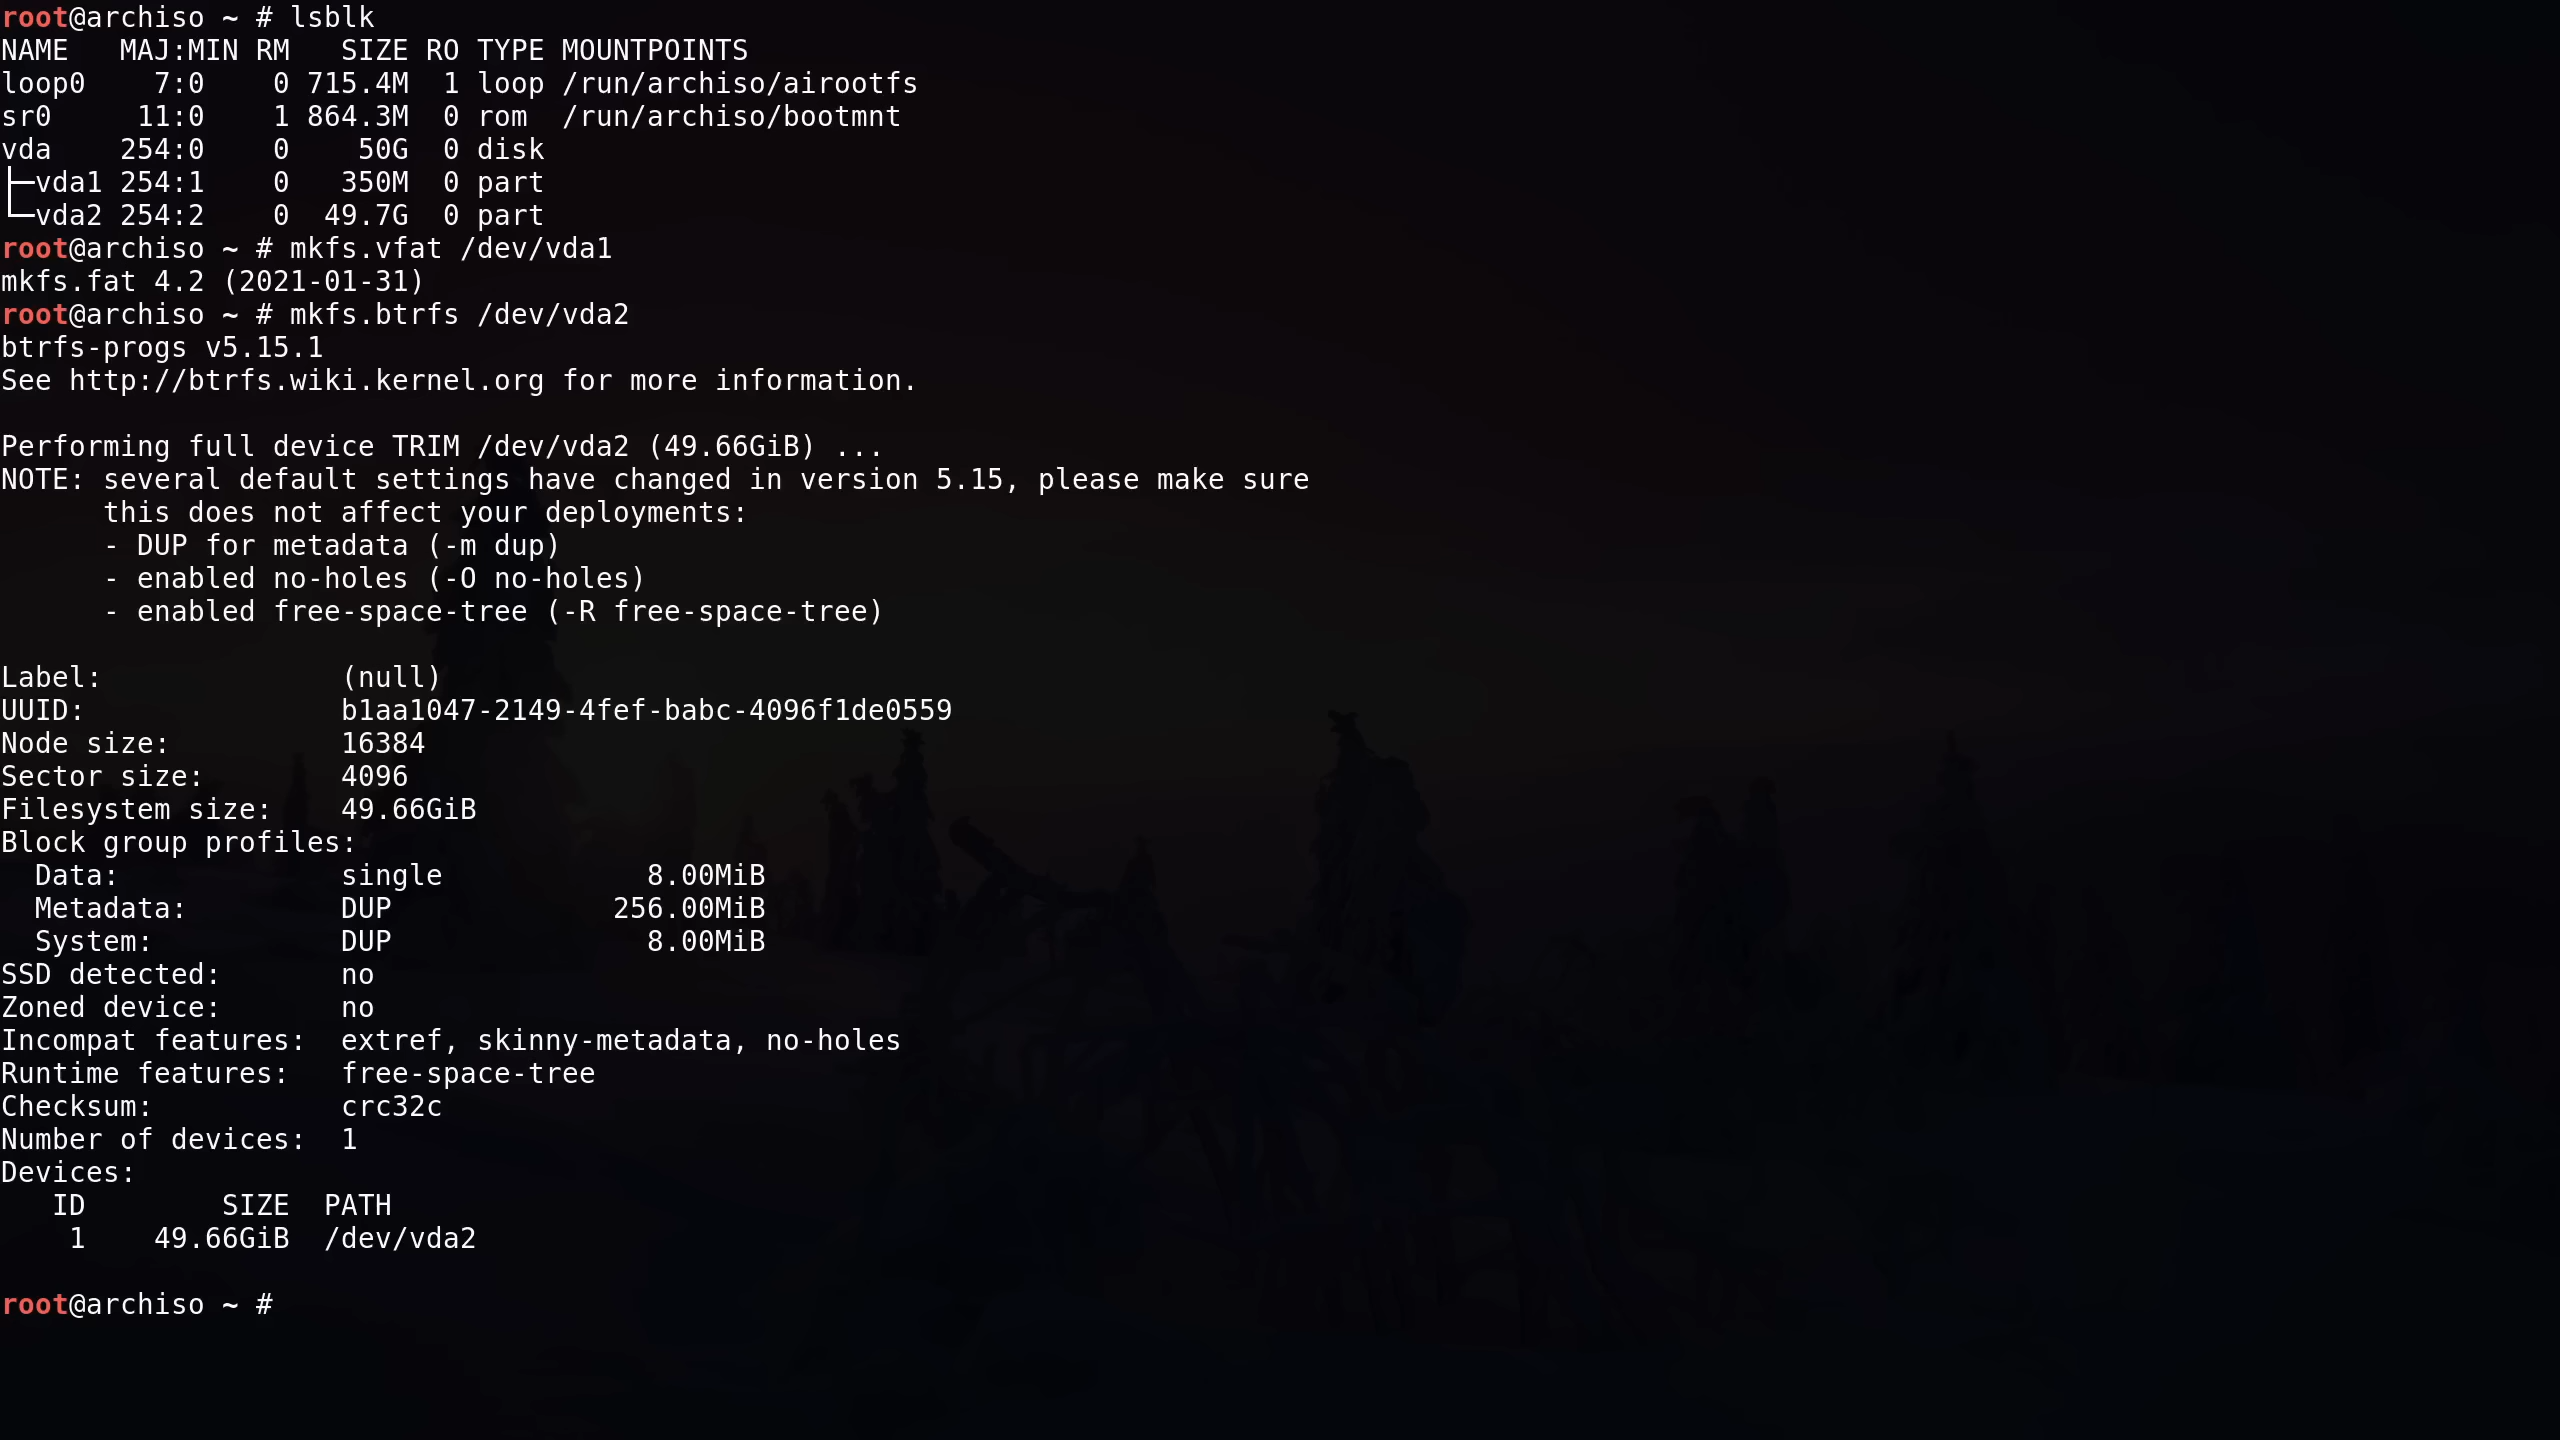 root@archiso ~ # lsblk
NAME   MAJ:MIN RM   SIZE RO TYPE MOUNTPOINTS
loop0    7:0    0 715.4M  1 loop /run/archiso/airootfs
sr0     11:0    1 864.3M  0 rom  /run/archiso/bootmnt
vda    254:0    0    50G  0 disk
├─vda1 254:1    0   350M  0 part
└─vda2 254:2    0  49.7G  0 part
root@archiso ~ # mkfs.vfat /dev/vda1
mkfs.fat 4.2 (2021-01-31)
root@archiso ~ # mkfs.btrfs /dev/vda2
btrfs-progs v5.15.1
See http://btrfs.wiki.kernel.org for more information.

Performing full device TRIM /dev/vda2 (49.66GiB) ...
NOTE: several default settings have changed in version 5.15, please make sure
      this does not affect your deployments:
      - DUP for metadata (-m dup)
      - enabled no-holes (-O no-holes)
      - enabled free-space-tree (-R free-space-tree)

Label:              (null)
UUID:               b1aa1047-2149-4fef-babc-4096f1de0559
Node size:          16384
Sector size:        4096
Filesystem size:    49.66GiB
Block group profiles:
  Data:             single            8.00MiB
  Metadata:         DUP             256.00MiB
  System:           DUP               8.00MiB
SSD detected:       no
Zoned device:       no
Incompat features:  extref, skinny-metadata, no-holes
Runtime features:   free-space-tree
Checksum:           crc32c
Number of devices:  1
Devices:
   ID        SIZE  PATH
    1    49.66GiB  /dev/vda2

root@archiso ~ #